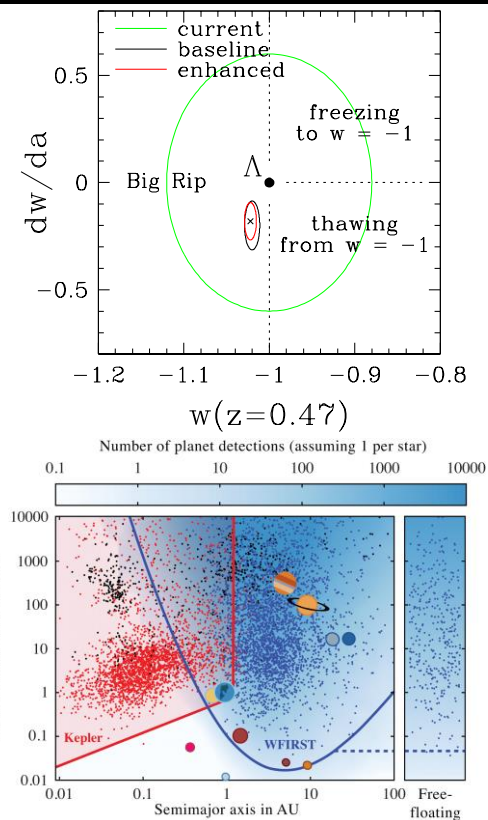 current
baseline
enhanced
0.5
0
−0.5
dw/da
freezing
to w = −1
Λ
Big Rip
thawing
from w = −1
−1.2 −1.1 −1 −0.9 −0.8
w(z=0.47)
Number of planet detections (assuming 1 per star)
0.1 1 10 100 1000 10000
10000
1000
100
10
1
0.1
0.01
Kepler
WFIRST
0.01 0.1 1 10 100
Semimajor axis in AU
Free-
floating